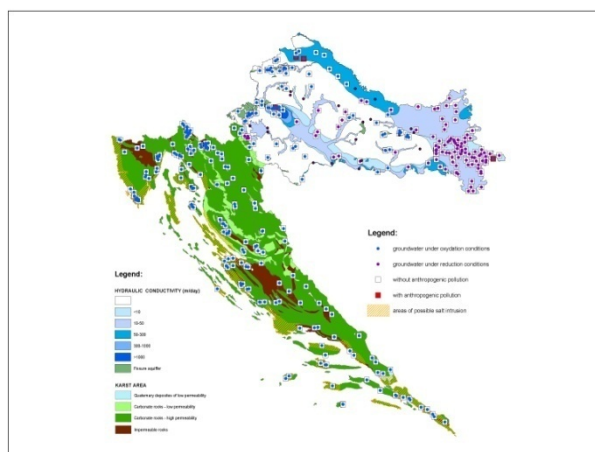 Legend:
groundwater under oxydation conditions
groundwater under reduction conditions
without anthropogenic pollution
with anthropogenic pollution
areas of possible salt intrusion
Legend:
HYDRAULIC CONDUCTIVITY (m/day)
<10
10-50
50-500
500-1000
>1000
Fissure aquifer
KARST AREA
Quaternary deposites of low permeability
Carbonate rocks - low permeability
Carbonate rocks - high permeability
Impermeable rocks